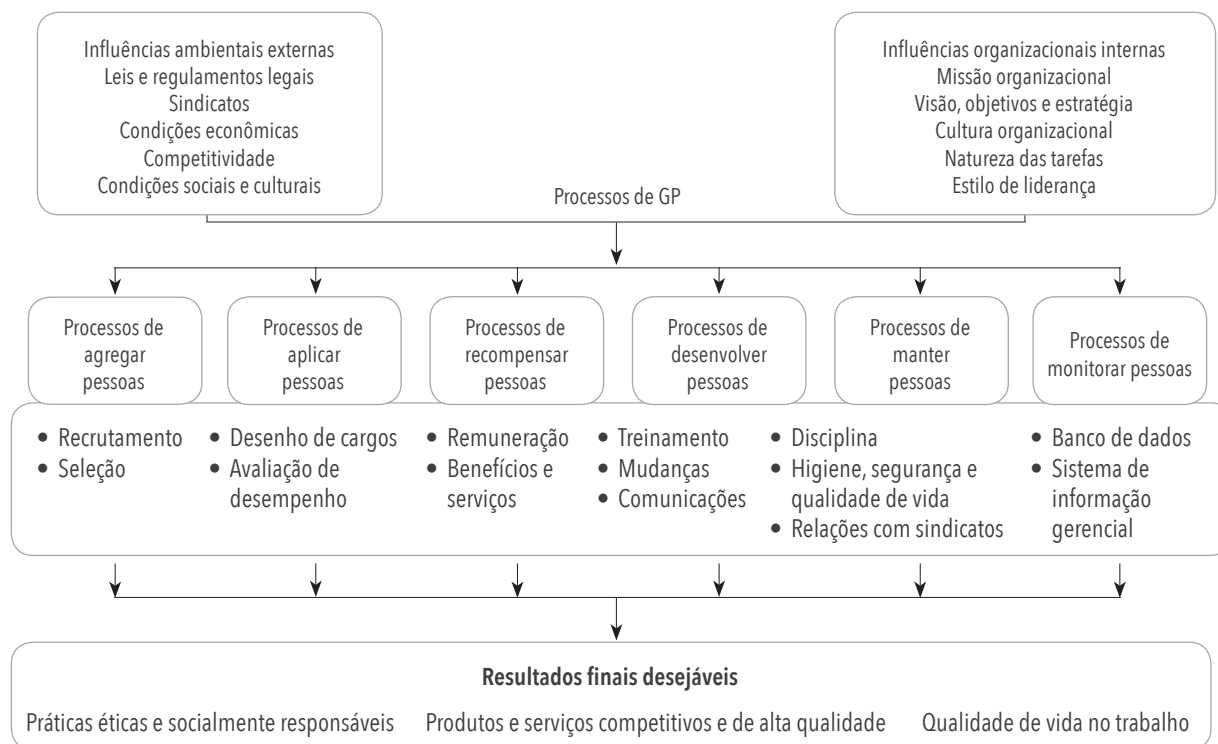 Influências ambientais externas
Leis e regulamentos legais
Sindicatos
Condições econômicas
Competitividade
Condições sociais e culturais
Influências organizacionais internas
Missão organizacional
Visão, objetivos e estratégia
Cultura organizacional
Natureza das tarefas
Estilo de liderança
Processos de GP
Processos de
agregar
pessoas
Processos de
aplicar
pessoas
Processos de
recompensar
pessoas
Processos de
desenvolver
pessoas
Processos de
manter
pessoas
Processos de
monitorar pessoas
• Recrutamento
• Seleção
• Desenho de cargos
• Avaliação de
desempenho
• Remuneração
• Benefícios e
serviços
• Treinamento
• Mudanças
• Comunicações
• Disciplina
• Higiene, segurança e
qualidade de vida
• Relações com sindicatos
• Banco de dados
• Sistema de
informação
gerencial
Resultados finais desejáveis
Práticas éticas e socialmente responsáveis
Produtos e serviços competitivos e de alta qualidade
Qualidade de vida no trabalho